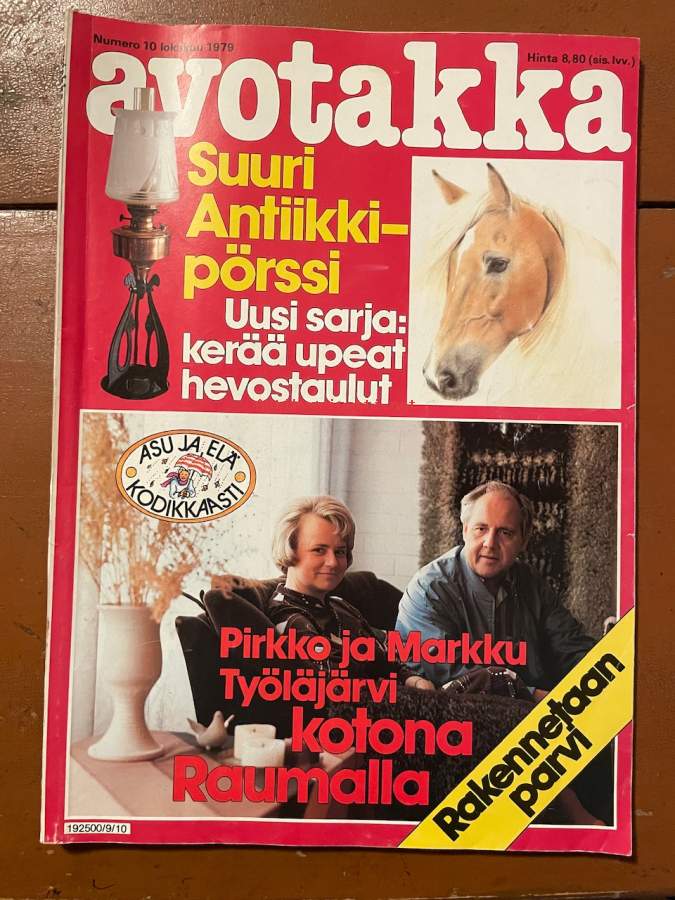 Numero 10 lokakuu 1979
Hinta 8,80 (sis. lvv.)
avotakka
Suuri
Antiikki-
pörssi
Uusi sarja:
kerää upeat
hevostaulut
ASU JA ELÄ
KODIKKAASTI
Pirkko ja Markku
Työläjärvi
kotona
Raumalla
Rakennetaan
parvi
192500/9/10